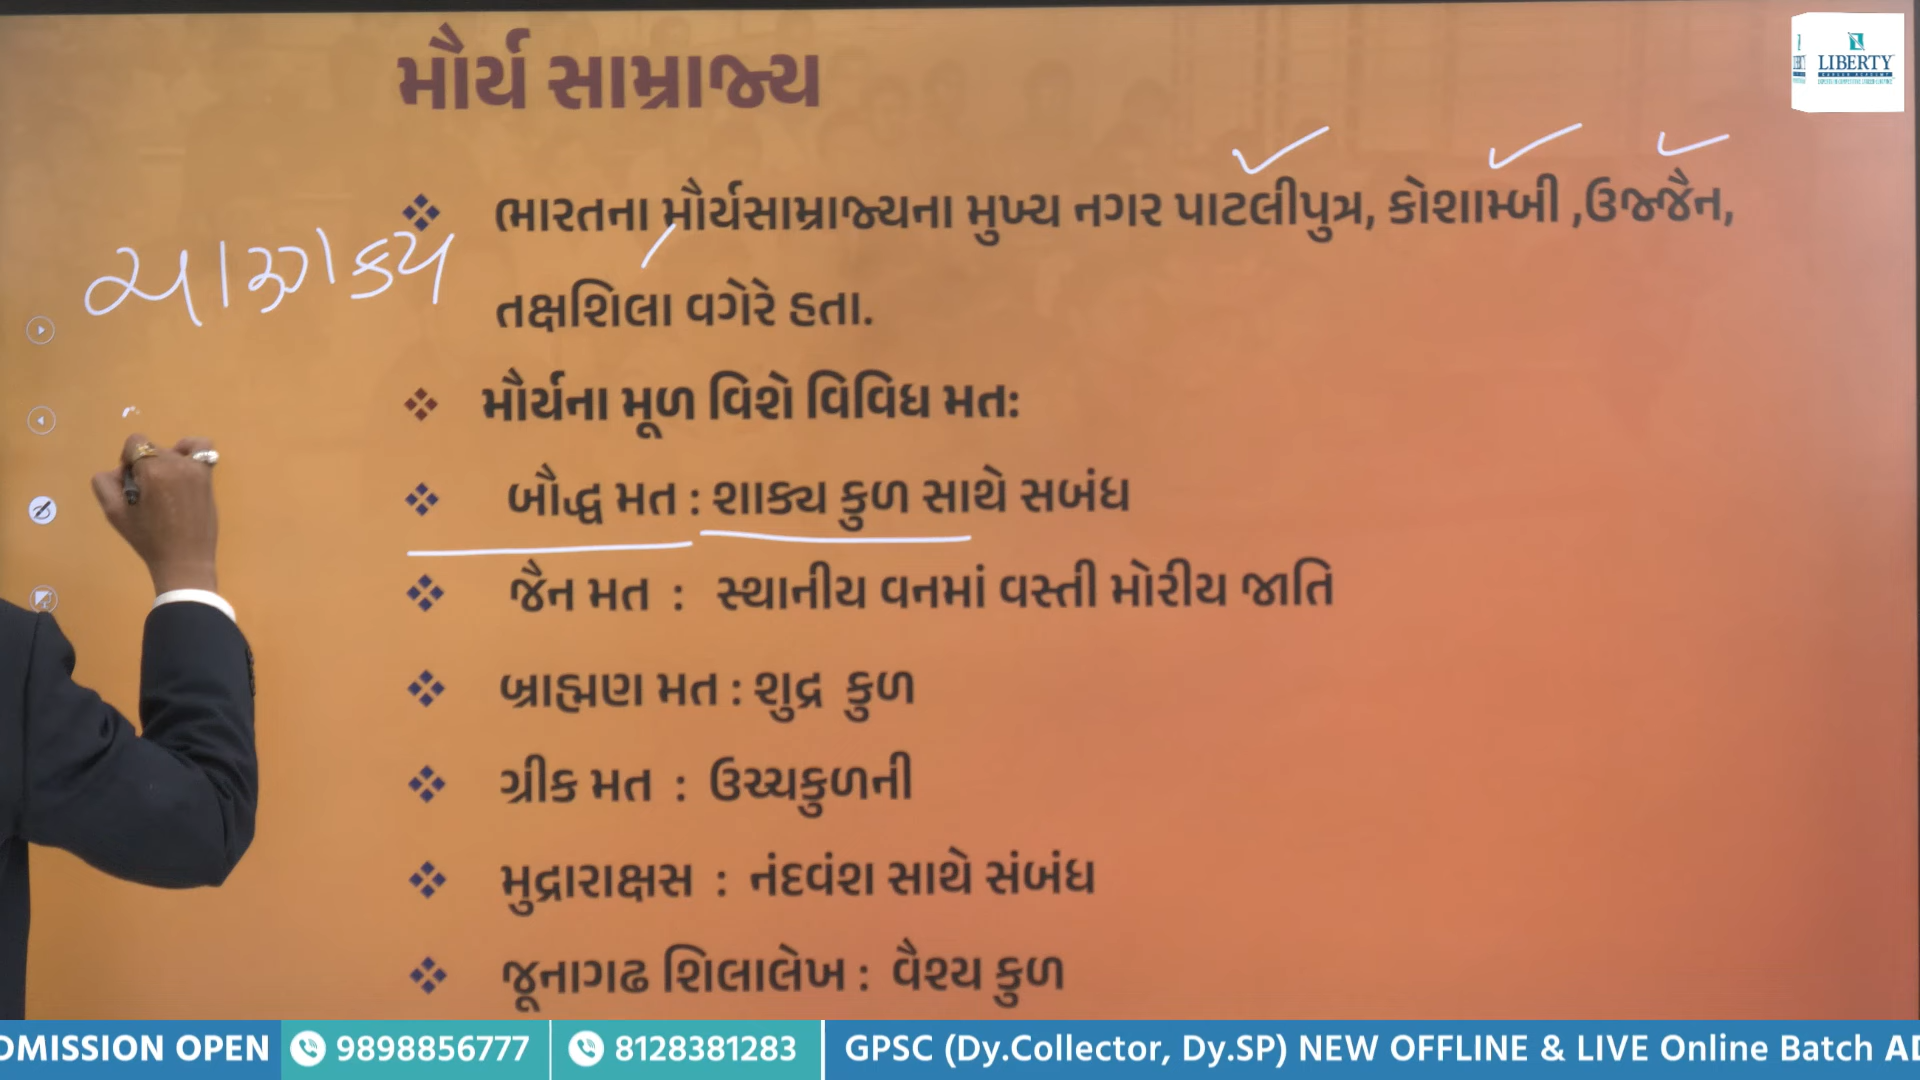 મૌર્ય સામ્રાજ્ય
LIBERTY
❖ ભારતના મૌર્યસામ્રાજ્યના મુખ્ય નગર પાટલીપુત્ર, કોશામ્બી ,ઉજ્જૈન,
ચાણક્ય
તક્ષશિલા વગેરે હતા.
❖ મૌર્યના મૂળ વિશે વિવિધ મત:
❖ બૌદ્ધ મત : શાક્ય કુળ સાથે સબંધ
❖ જૈન મત : સ્થાનીય વનમાં વસ્તી મોરીય જાતિ
❖ બ્રાહ્મણ મત : શુદ્ર કુળ
❖ ગ્રીક મત : ઉચ્ચકુળની
❖ મુદ્રારાક્ષસ : નંદવંશ સાથે સંબંધ
❖ જૂનાગઢ શિલાલેખ : વૈશ્ય કુળ
DMISSION OPEN 9898856777 8128381283 GPSC (Dy.Collector, Dy.SP) NEW OFFLINE & LIVE Online Batch AD